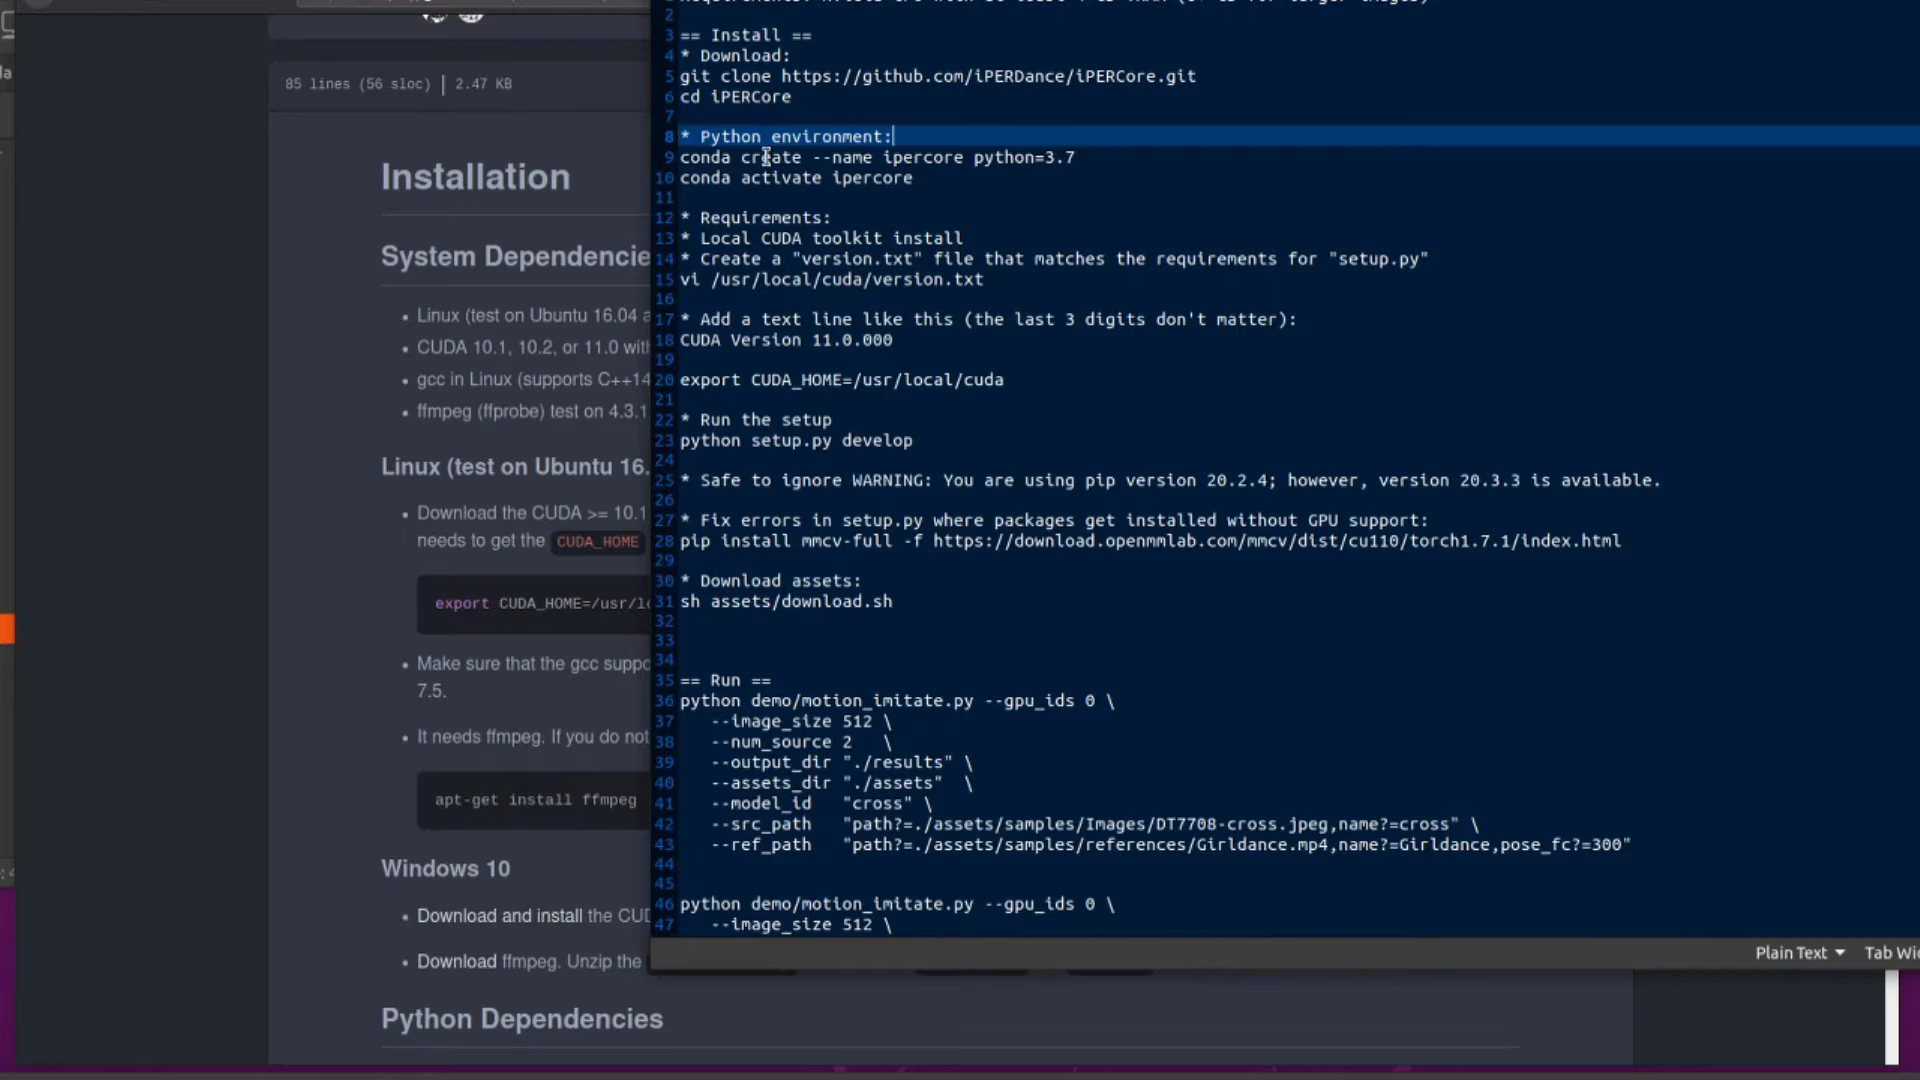 85 lines (56 sloc) | 2.47 KB
Installation
System Dependencie
• Linux (test on Ubuntu 16.04
• CUDA 10.1, 10.2, or 11.0 wit
• gcc in Linux (supports C++14
• ffmpeg (ffprobe) test on 4.3.1
Linux (test on Ubuntu 16.
• Download the CUDA >= 10.1
needs to get the CUDA_HOME
export CUDA_HOME=/usr/lo
• Make sure that the gcc suppo
7.5.
• It needs ffmpeg. If you do not
apt-get install ffmpeg
Windows 10
• Download and install the CUD
• Download ffmpeg. Unzip the
Python Dependencies
2
3 == Install ==
4 * Download:
5 git clone https://github.com/iPERDance/iPERCore.git
6 cd iPERCore
7
8 * Python environment:
9 conda create --name ipercore python=3.7
10 conda activate ipercore
11
12 * Requirements:
13 * Local CUDA toolkit install
14 * Create a "version.txt" file that matches the requirements for "setup.py"
15 vi /usr/local/cuda/version.txt
16
17 * Add a text line like this (the last 3 digits don't matter):
18 CUDA Version 11.0.000
19
20 export CUDA_HOME=/usr/local/cuda
21
22 * Run the setup
23 python setup.py develop
24
25 * Safe to ignore WARNING: You are using pip version 20.2.4; however, version 20.3.3 is available.
26
27 * Fix errors in setup.py where packages get installed without GPU support:
28 pip install mmcv-full -f https://download.openmmlab.com/mmcv/dist/cu110/torch1.7.1/index.html
29
30 * Download assets:
31 sh assets/download.sh
32
33
34
35 == Run ==
36 python demo/motion_imitate.py --gpu_ids 0 \
37 --image_size 512 \
38 --num_source 2 \
39 --output_dir "./results" \
40 --assets_dir "./assets" \
41 --model_id "cross" \
42 --src_path "path?=./assets/samples/Images/DT7708-cross.jpeg,name?=cross" \
43 --ref_path "path?=./assets/samples/references/Girldance.mp4,name?=Girldance,pose_fc?=300"
44
45
46 python demo/motion_imitate.py --gpu_ids 0 \
47 --image_size 512 \
Plain Text Tab Wi